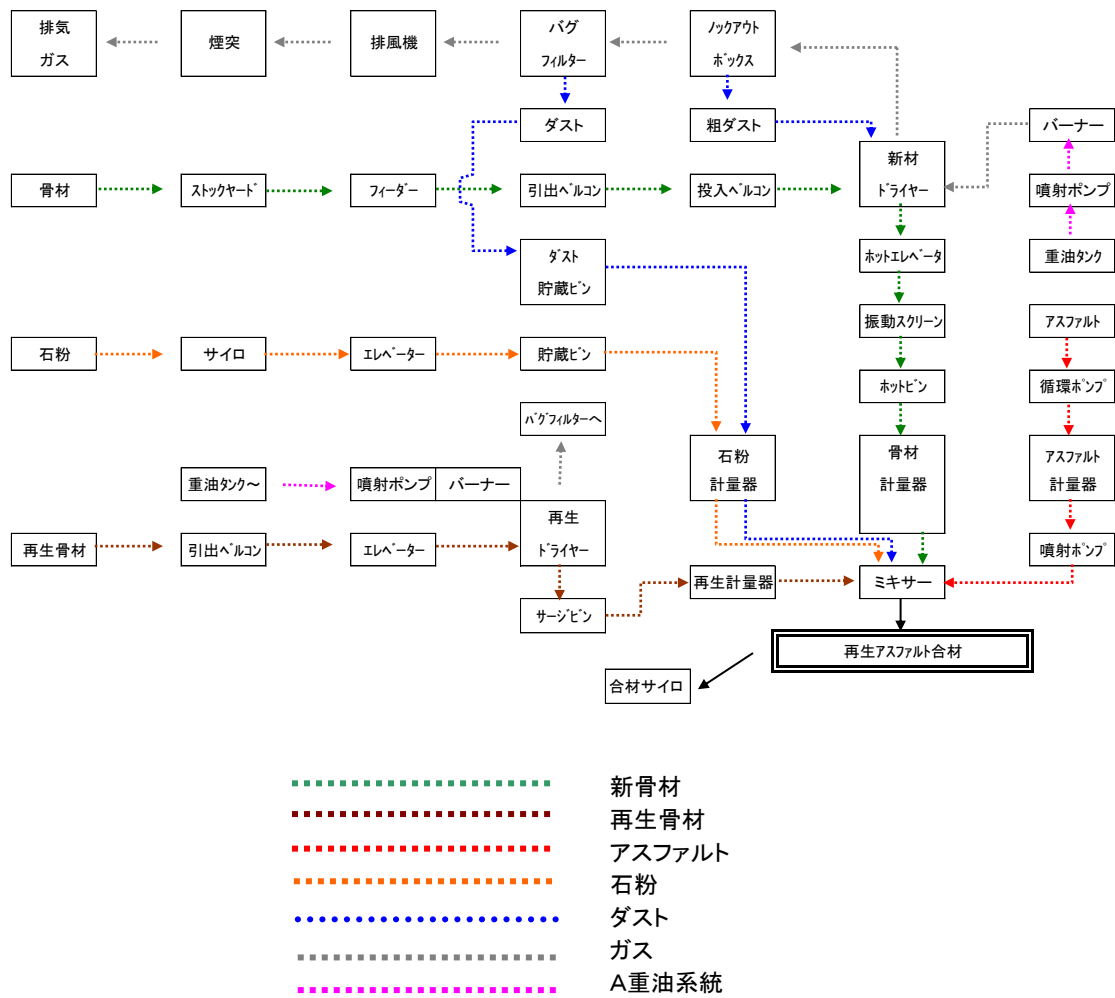 排気
ガス
煙突
排風機
バグ
フィルター
ノックアウト
ボックス
ダスト
粗ダスト
新材
ドライヤー
バーナー
骨材
ストックヤード
フィーダー
引出ベルコン
投入ベルコン
噴射ポンプ
ダスト
貯蔵ビン
ホットエレベータ
重油タンク
振動スクリーン
アスファルト
石粉
サイロ
エレベーター
貯蔵ビン
ホットビン
循環ポンプ
バグフィルターへ
石粉
計量器
骨材
計量器
アスファルト
計量器
重油タンク～
噴射ポンプ
バーナー
再生
ドライヤー
再生骨材
引出ベルコン
エレベーター
噴射ポンプ
サージビン
再生計量器
ミキサー
再生アスファルト合材
合材サイロ
新骨材
再生骨材
アスファルト
石粉
ダスト
ガス
A重油系統